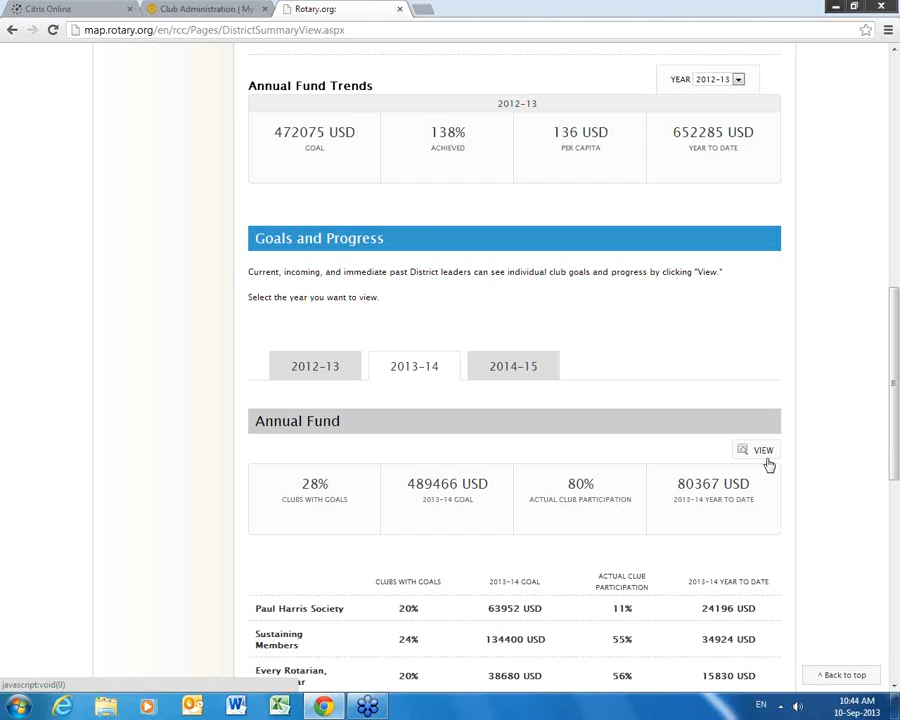 Citrix Online
Club Administration | My
Rotary.org:
map.rotary.org/en/rcc/Pages/DistrictSummaryView.aspx
Annual Fund Trends
YEAR 2012-13
2012-13
472075 USD
GOAL
138%
ACHIEVED
136 USD
PER CAPITA
652285 USD
YEAR TO DATE
Goals and Progress
Current, incoming, and immediate past District leaders can see individual club goals and progress by clicking "View."
Select the year you want to view.
2012-13
2013-14
2014-15
Annual Fund
VIEW
28%
CLUBS WITH GOALS
489466 USD
2013-14 GOAL
80%
ACTUAL CLUB PARTICIPATION
80367 USD
2013-14 YEAR TO DATE
CLUBS WITH GOALS
2013-14 GOAL
ACTUAL CLUB
PARTICIPATION
2013-14 YEAR TO DATE
Paul Harris Society 20% 63952 USD 11% 24196 USD
Sustaining
Members
24% 134400 USD 55% 34924 USD
Every Rotarian,
ar
20% 38680 USD 56% 15830 USD
^ Back to top
javascript:void(0)
EN
10:44 AM
10-Sep-2013